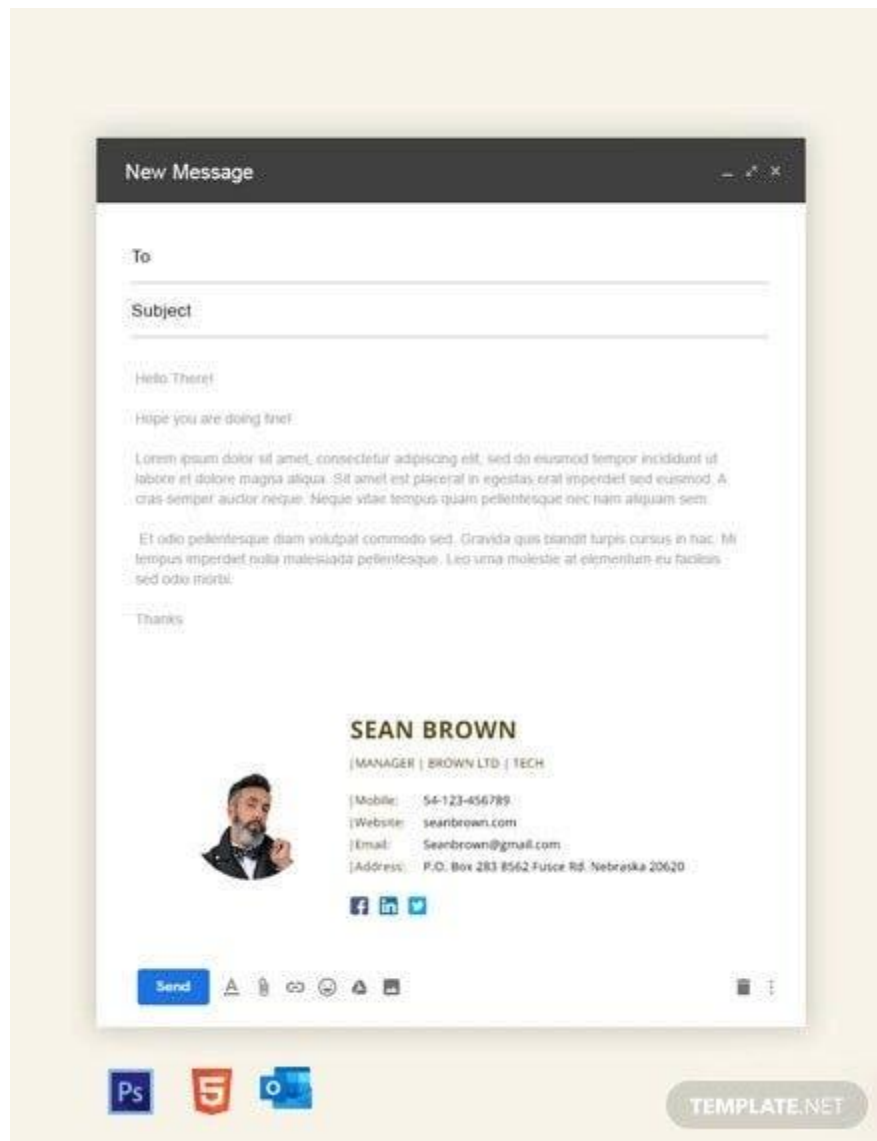 New Message
To
Subject
Hello There!
Hope you are doing fine!
Lorem ipsum dolor sit amet, consectetur adipiscing elit, sed do eiusmod tempor incididunt ut
labore et dolore magna aliqua. Sit amet est placerat in egestas erat imperdiet sed euismod. A
cras semper auctor neque. Neque vitae tempus quam pellentesque nec nam aliquam sem.
Et odio pellentesque diam volutpat commodo sed. Gravida quis blandit turpis cursus in hac. Mi
tempus imperdiet nulla malesuada pellentesque. Leo urna molestie at elementum eu facilisis
sed odio morbi.
Thanks
SEAN BROWN
|MANAGER | BROWN LTD | TECH
|Mobile: 54-123-456789
|Website: seanbrown.com
|Email: Seanbrown@gmail.com
|Address: P.O. Box 283 8562 Fusce Rd. Nebraska 20620
f in
Send A
Ps 5 O
TEMPLATE.NET